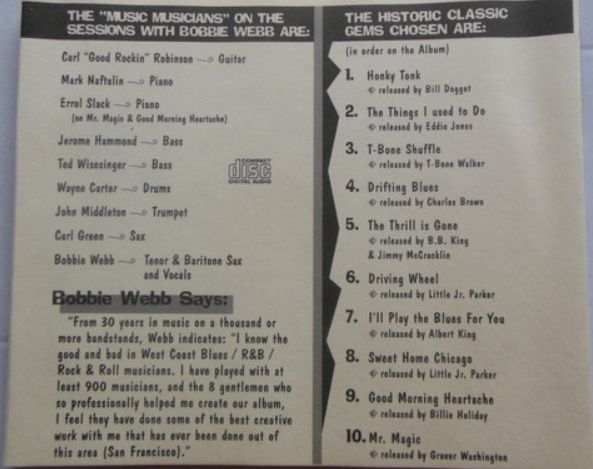 THE "MUSIC MUSICIANS" ON THE
SESSIONS WITH BOBBIE WEBB ARE:
Carl "Good Rockin" Robinson Guitar
Mark Naftalin Piano
Errol Slack Piano
(on Mr. Magic & Good Morning Heartache)
Jerome Hammond Bass
Ted Wisesinger Bass
Wayne Carter Drums
John Middleton Trumpet
Carl Green Sax
Bobbie Webb Tenor & Baritone Sax
and Vocals
COMPACT
disc
DIGITAL AUDIO
Bobbie Webb Says:
"From 30 years in music on a thousand or
more bandstands, Webb indicates: "I know the
good and bad in West Coast Blues / R&B /
Rock & Roll musicians. I have played with at
least 900 musicians, and the 8 gentlemen who
so professionally helped me create our album,
I feel they have done some of the best creative
work with me that has ever been done out of
this area (San Francisco)."
THE HISTORIC CLASSIC
GEMS CHOSEN ARE:
(in order on the Album)
1. Honky Tonk
released by Bill Dogget
2. The Things I used to Do
released by Eddie Jones
3. T-Bone Shuffle
released by T-Bone Walker
4. Drifting Blues
released by Charles Brown
5. The Thrill is Gone
released by B.B. King
& Jimmy McCracklin
6. Driving Wheel
released by Little Jr. Parker
7. I'll Play the Blues For You
released by Albert King
8. Sweet Home Chicago
released by Little Jr. Parker
9. Good Morning Heartache
released by Billie Holiday
10. Mr. Magic
released by Grover Washington